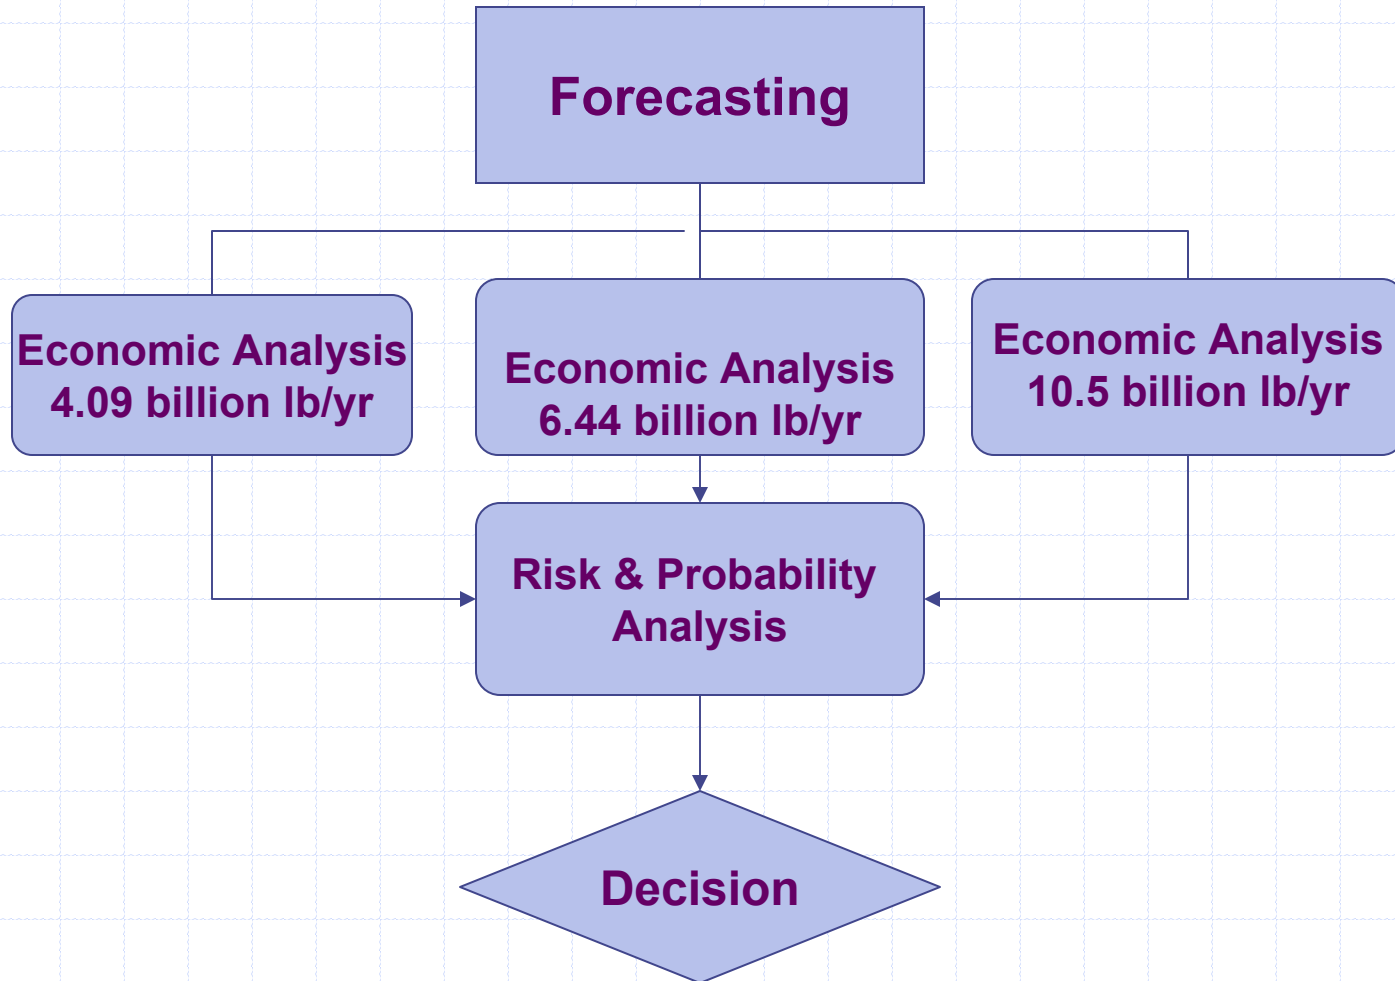 Forecasting
Economic Analysis
4.09 billion lb/yr
Economic Analysis
6.44 billion lb/yr
Economic Analysis
10.5 billion lb/yr
Risk & Probability
Analysis
Decision